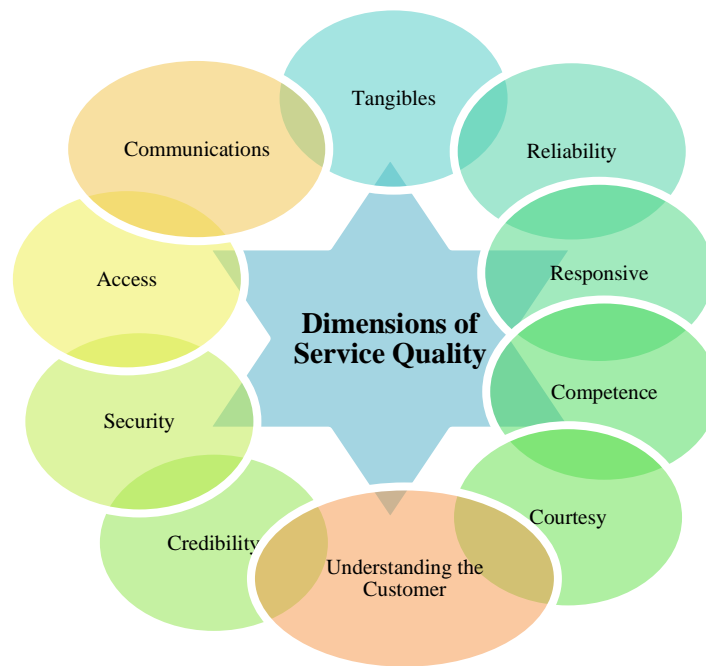 Tangibles
Communications
Reliability
Access
Responsive
Dimensions of
Service Quality
Security
Competence
Credibility
Courtesy
Understanding the
Customer